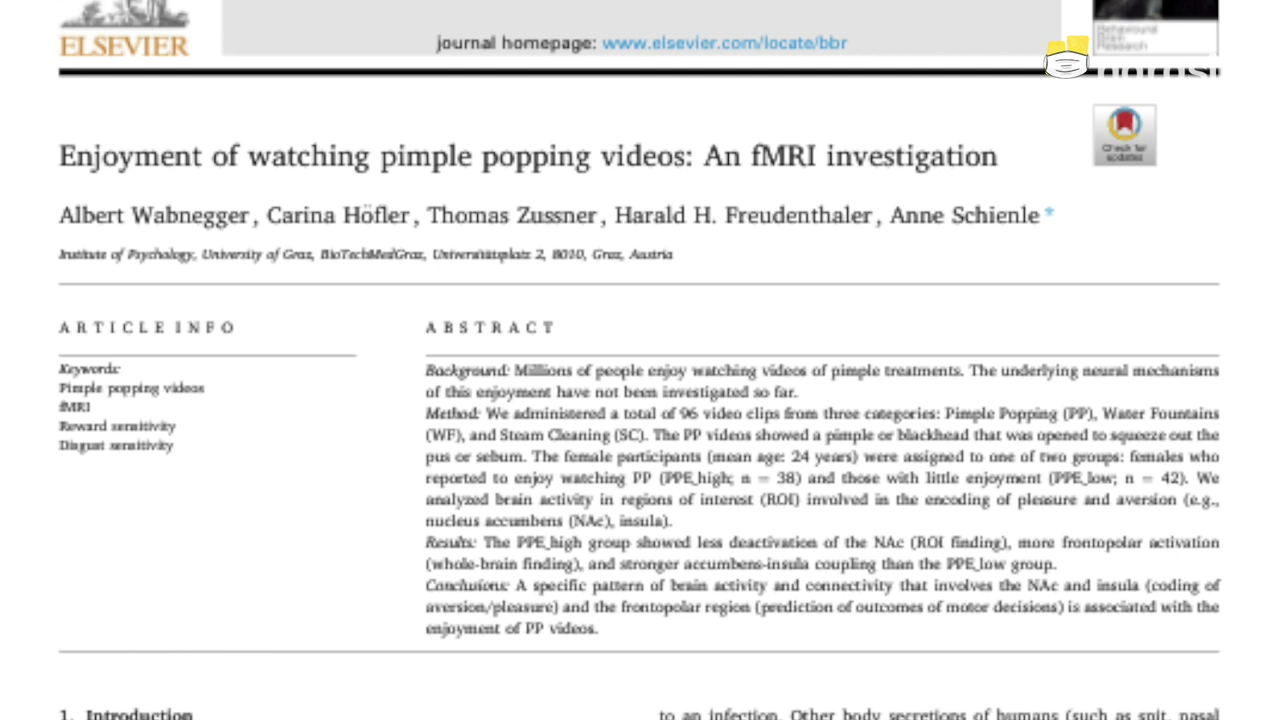 ELSEVIER
journal homepage: www.elsevier.com/locate/bbr
Behavioural
Brain
Research
Check for
updates
Enjoyment of watching pimple popping videos: An fMRI investigation
Albert Wabnegger, Carina Höfler, Thomas Zussner, Harald H. Freudenthaler, Anne Schienle *
Institute of Psychology, University of Graz, BioTechMedGraz, Universitätsplatz 2, 8010, Graz, Austria
ARTICLE INFO
Keywords:
Pimple popping videos
fMRI
Reward sensitivity
Disgust sensitivity
ABSTRACT
Background: Millions of people enjoy watching videos of pimple treatments. The underlying neural mechanisms
of this enjoyment have not been investigated so far.
Method: We administered a total of 96 video clips from three categories: Pimple Popping (PP), Water Fountains
(WF), and Steam Cleaning (SC). The PP videos showed a pimple or blackhead that was opened to squeeze out the
pus or sebum. The female participants (mean age: 24 years) were assigned to one of two groups: females who
reported to enjoy watching PP (PPE_high; n = 38) and those with little enjoyment (PPE_low; n = 42). We
analyzed brain activity in regions of interest (ROI) involved in the encoding of pleasure and aversion (e.g.,
nucleus accumbens (NAc), insula).
Results: The PPE_high group showed less deactivation of the NAc (ROI finding), more frontopolar activation
(whole-brain finding), and stronger accumbens-insula coupling than the PPE_low group.
Conclusions: A specific pattern of brain activity and connectivity that involves the NAc and insula (coding of
aversion/pleasure) and the frontopolar region (prediction of outcomes of motor decisions) is associated with the
enjoyment of PP videos.
1. Introduction
to an infection. Other body secretions of humans (such as spit, nasal